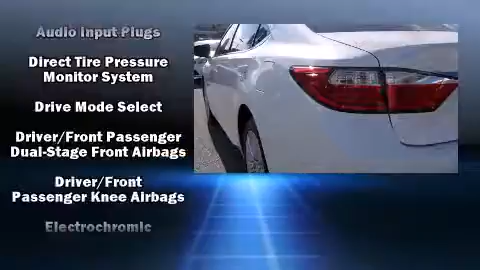 Audio Input Plugs
Direct Tire Pressure
Monitor System
Drive Mode Select
Driver/Front Passenger
Dual-Stage Front Airbags
Driver/Front
Passenger Knee Airbags
Electrochromic